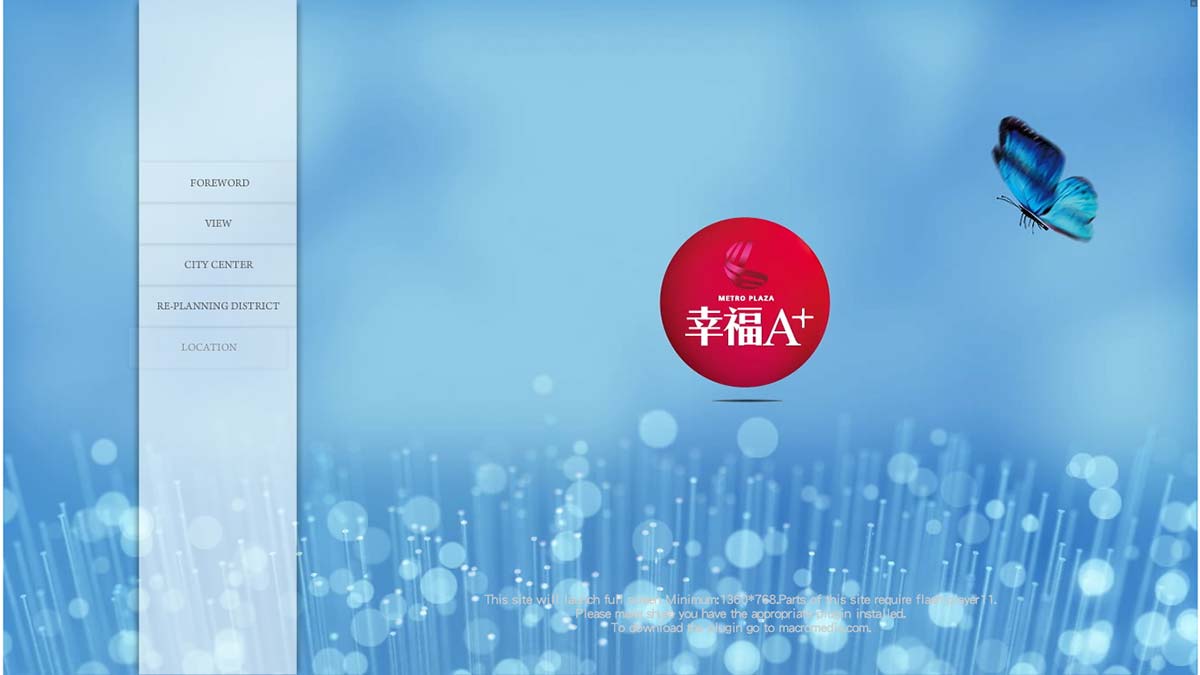 FOREWORD
VIEW
CITY CENTER
RE-PLANNING DISTRICT
LOCATION
METRO PLAZA
幸福A+
This site will launch full Minimum:1360*768.Parts of this site require flash player11.
Please make sure you have the appropriate plugin installed.
To download the plugin go to macromedia.com.